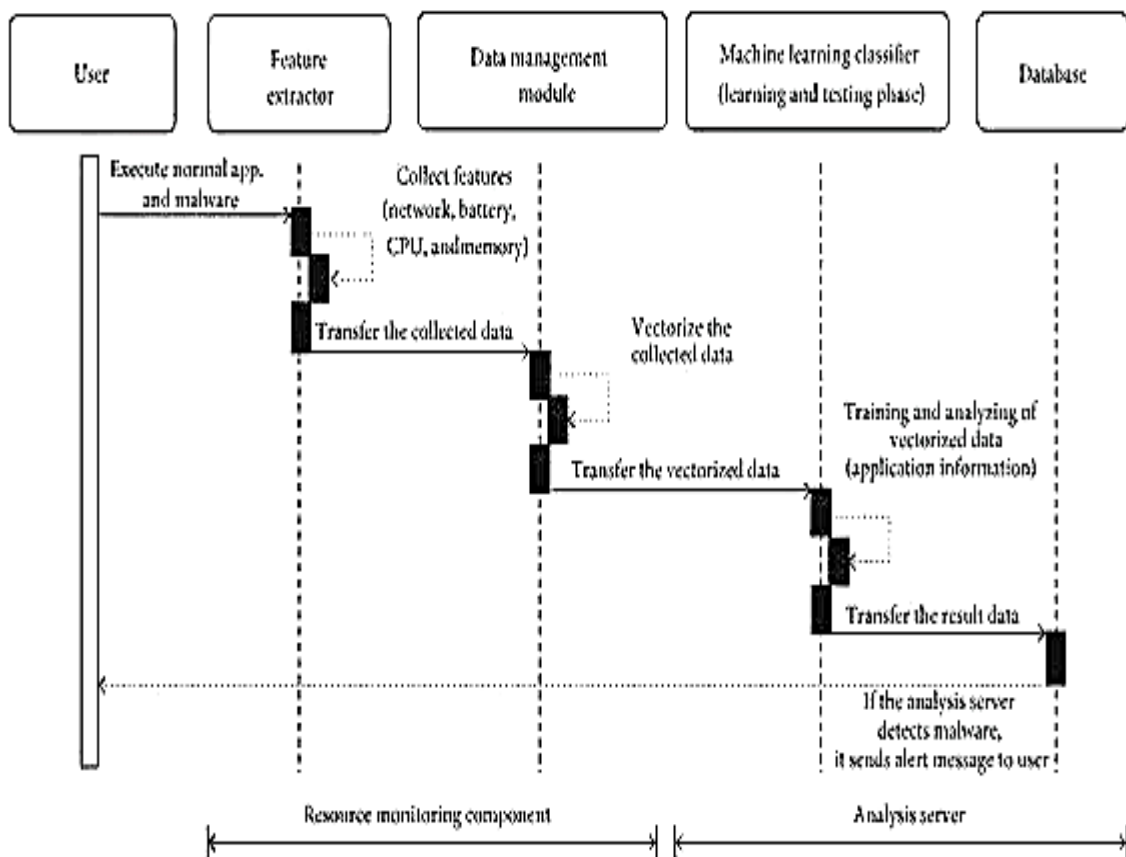 User
Feature
extractor
Data management
module
Machine learning classifier
(learning and testing phase)
Database
Execute normal app.
and malware
Collect features
(network, battery,
CPU, andmemory)
Transfer the collected data
Vectorize the
collected data
Transfer the vectorized data
Training and analyzing of
vectorized data
(application information)
Transfer the result data
If the analysis server
detects malware,
it sends alert message to user
Resource monitoring component
Analysis server